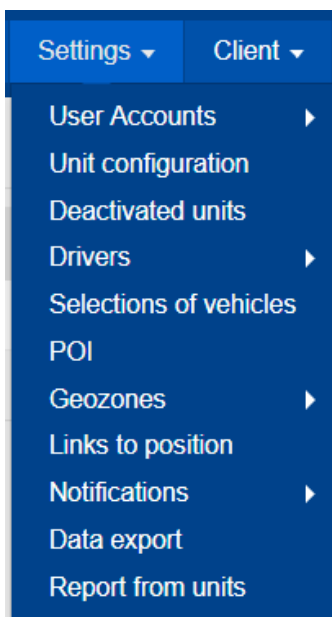 Settings Client
User Accounts
Unit configuration
Deactivated units
Drivers
Selections of vehicles
POI
Geozones
Links to position
Notifications
Data export
Report from units